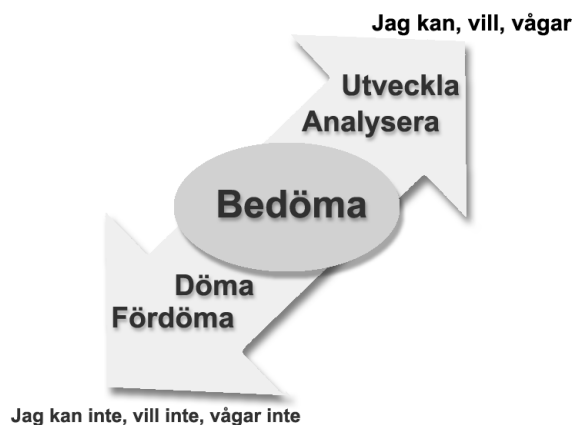 Jag kan, vill, vågar
Utveckla
Analysera
Bedöma
Döma
Fördöma
Jag kan inte, vill inte, vågar inte